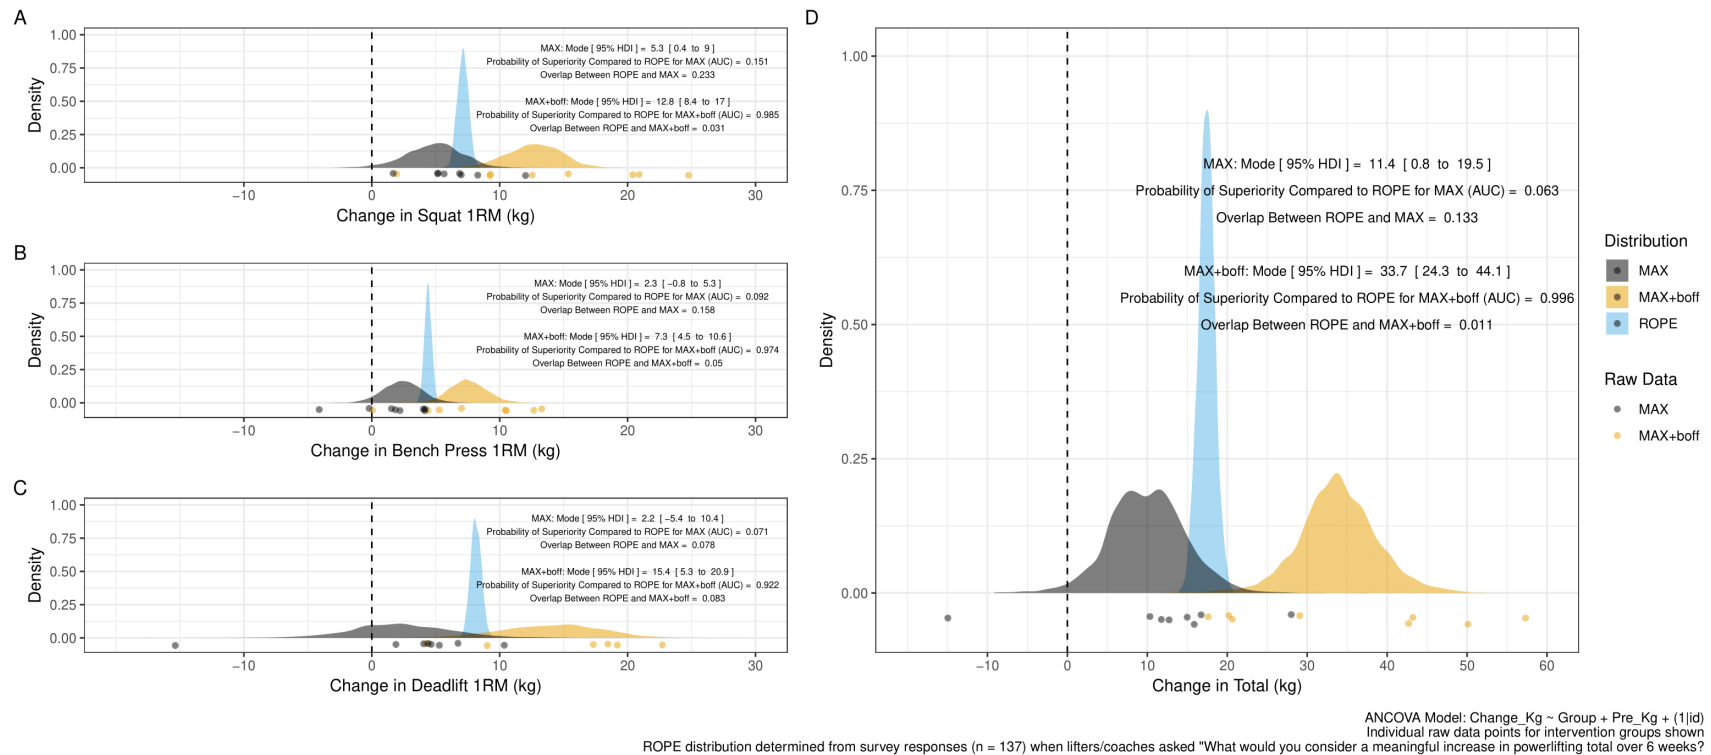 A
1.00
0.75
0.50
0.25
0.00
Density
MAX: Mode [ 95% HDI ] = 5.3 [ 0.4 to 9 ]
Probability of Superiority Compared to ROPE for MAX (AUC) = 0.151
Overlap Between ROPE and MAX = 0.233
MAX+boff: Mode [ 95% HDI ] = 12.8 [ 8.4 to 17 ]
Probability of Superiority Compared to ROPE for MAX+boff (AUC) = 0.985
Overlap Between ROPE and MAX+boff = 0.031
−10 0 10 20 30
Change in Squat 1RM (kg)
B
1.00
0.75
0.50
0.25
0.00
Density
MAX: Mode [ 95% HDI ] = 2.3 [ −0.8 to 5.3 ]
Probability of Superiority Compared to ROPE for MAX (AUC) = 0.092
Overlap Between ROPE and MAX = 0.158
MAX+boff: Mode [ 95% HDI ] = 7.3 [ 4.5 to 10.6 ]
Probability of Superiority Compared to ROPE for MAX+boff (AUC) = 0.974
Overlap Between ROPE and MAX+boff = 0.05
−10 0 10 20 30
Change in Bench Press 1RM (kg)
C
1.00
0.75
0.50
0.25
0.00
Density
MAX: Mode [ 95% HDI ] = 2.2 [ −5.4 to 10.4 ]
Probability of Superiority Compared to ROPE for MAX (AUC) = 0.071
Overlap Between ROPE and MAX = 0.078
MAX+boff: Mode [ 95% HDI ] = 15.4 [ 5.3 to 20.9 ]
Probability of Superiority Compared to ROPE for MAX+boff (AUC) = 0.922
Overlap Between ROPE and MAX+boff = 0.083
−10 0 10 20 30
Change in Deadlift 1RM (kg)
D
1.00
0.75
0.50
0.25
0.00
Density
MAX: Mode [ 95% HDI ] = 11.4 [ 0.8 to 19.5 ]
Probability of Superiority Compared to ROPE for MAX (AUC) = 0.063
Overlap Between ROPE and MAX = 0.133
MAX+boff: Mode [ 95% HDI ] = 33.7 [ 24.3 to 44.1 ]
Probability of Superiority Compared to ROPE for MAX+boff (AUC) = 0.996
Overlap Between ROPE and MAX+boff = 0.011
−10 0 10 20 30 40 50 60
Change in Total (kg)
Distribution
MAX
MAX+boff
ROPE
Raw Data
MAX
MAX+boff
ANCOVA Model: Change_Kg ~ Group + Pre_Kg + (1|id)
Individual raw data points for intervention groups shown
ROPE distribution determined from survey responses (n = 137) when lifters/coaches asked "What would you consider a meaningful increase in powerlifting total over 6 weeks?